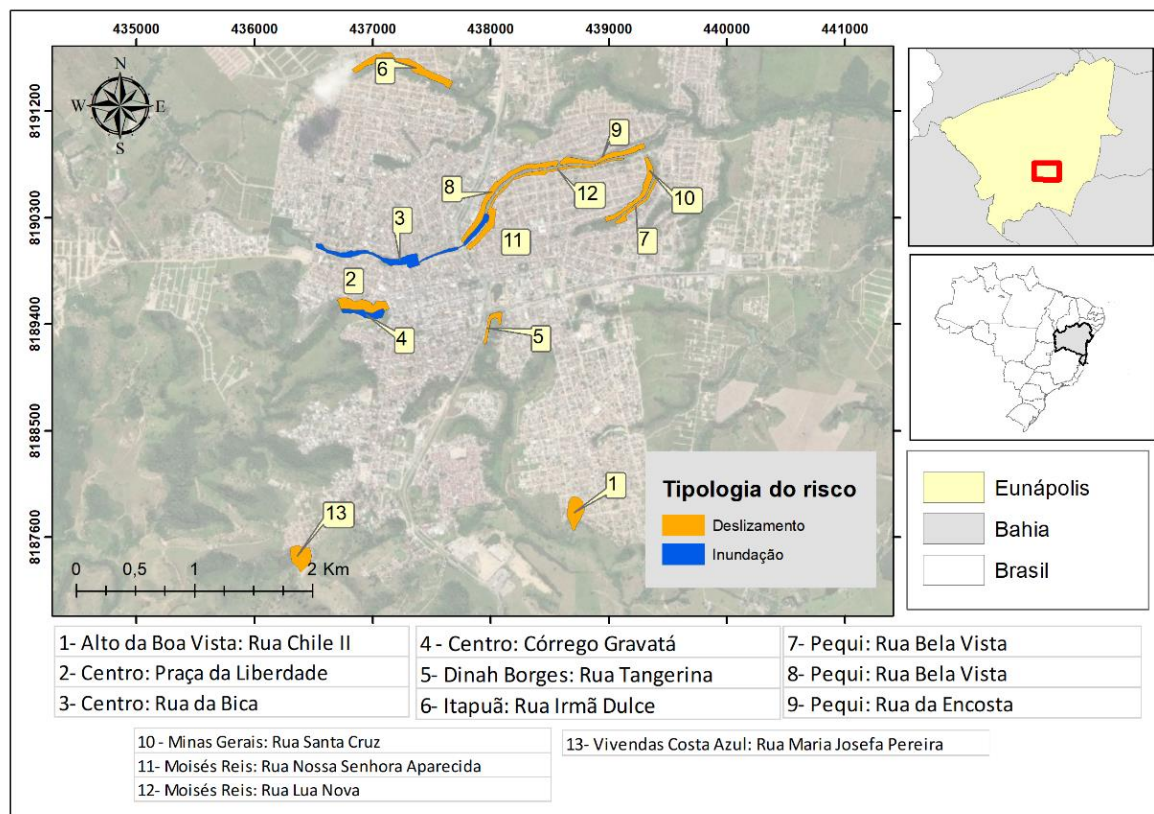 435000 436000 437000 438000 439000 440000 441000
8191200
8190300
8189400
8188500
8187600
N
W E
S
6
9
8
12
10
3
11
7
2
4
5
1
13
0 0,5 1 2 Km
Tipologia do risco
Deslizamento
Inundação
Eunápolis
Bahia
Brasil
1- Alto da Boa Vista: Rua Chile II
2- Centro: Praça da Liberdade
3- Centro: Rua da Bica
4- Centro: Córrego Gravatá
5- Dinah Borges: Rua Tangerina
6- Itapuã: Rua Irmã Dulce
7- Pequi: Rua Bela Vista
8- Pequi: Rua Bela Vista
9- Pequi: Rua da Encosta
10 - Minas Gerais: Rua Santa Cruz
11- Moisés Reis: Rua Nossa Senhora Aparecida
12- Moisés Reis: Rua Lua Nova
13- Vivendas Costa Azul: Rua Maria Josefa Pereira